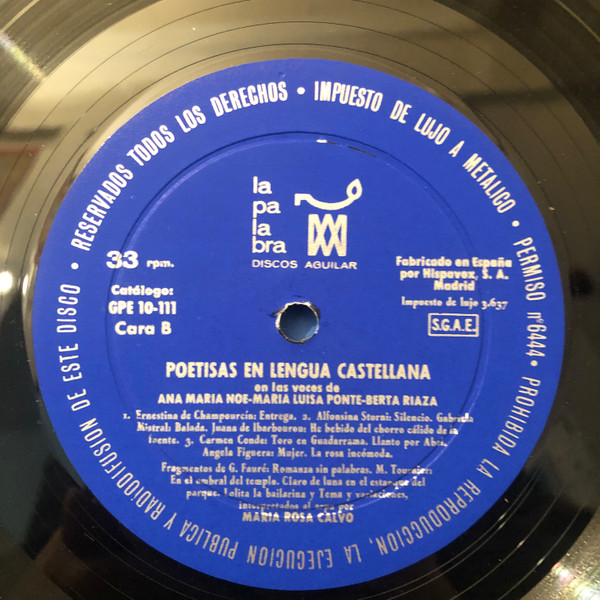 RESERVADOS TODOS LOS DERECHOS • IMPUESTO DE LUJO A METALICO • PERMISO nº 6444 • PROHIBIDA LA REPRODUCCION, LA EJECUCION PUBLICA Y RADIODIFUSION DE ESTE DISCO •
la
pa
la
bra
DISCOS AGUILAR
33 rpm.
Catálogo:
GPE 10-111
Cara B
Fabricado en España
por Hispavox, S. A.
Madrid
Impuesto de lujo 3.637
S.G.A.E.
POETISAS EN LENGUA CASTELLANA
en las voces de
ANA MARIA NOE-MARIA LUISA PONTE-BERTA RIAZA
1. Ernestina de Champourcín: Entrega. 2. Alfonsina Storni: Silencio. Gabriela
Mistral: Balada. Juana de Ibarbourou: He bebido del chorro cálido de la
fuente. 3. Carmen Conde: Toro en Guadarrama. Llanto por Abel.
Angela Figuera: Mujer. La rosa incómoda.
Fragmentos de G. Fauré: Romanza sin palabras. M. Tournier:
En el umbral del templo. Claro de luna en el estanque del
parque. Lolita la bailarina y Tema y variaciones,
interpretados al arpa por
MARIA ROSA CALVO